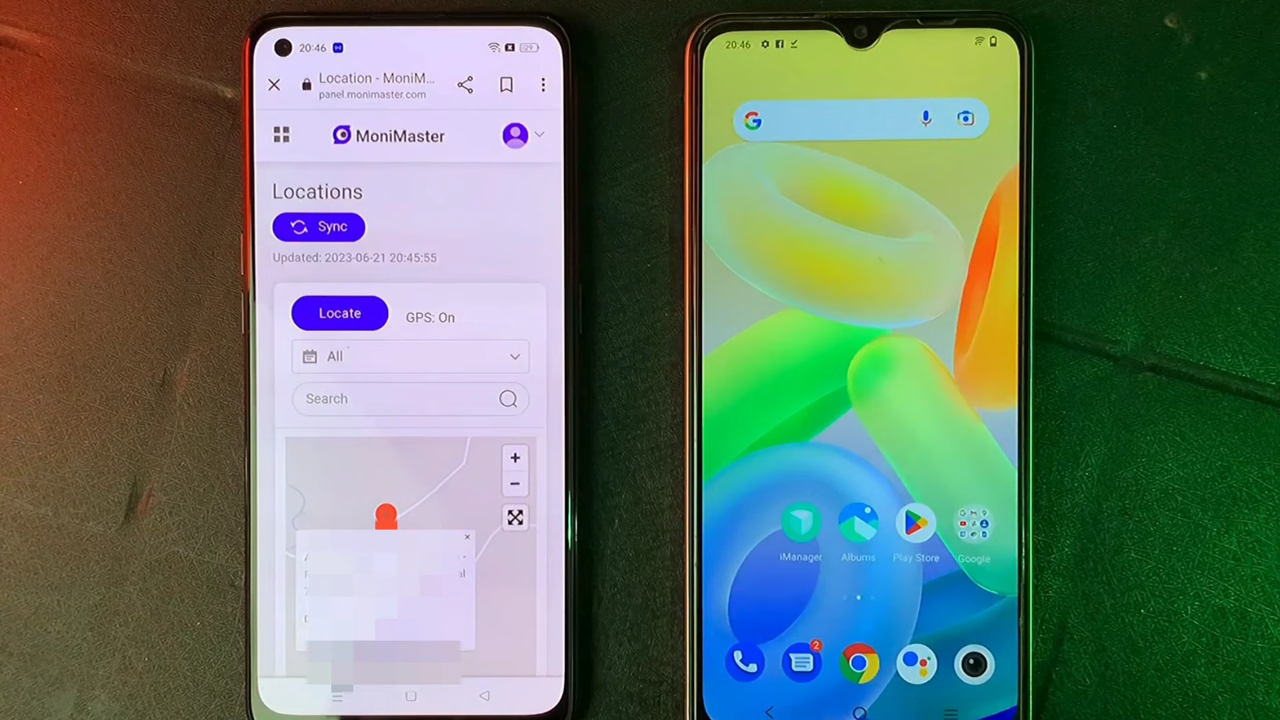 20:46
Location - MoniM...
panel.monimaster.com
MoniMaster
Locations
Sync
Updated: 2023-06-21 20:45:55
Locate
GPS: On
All
Search
+
−
×
20:46
iManager
Albums
Play Store
Google
2